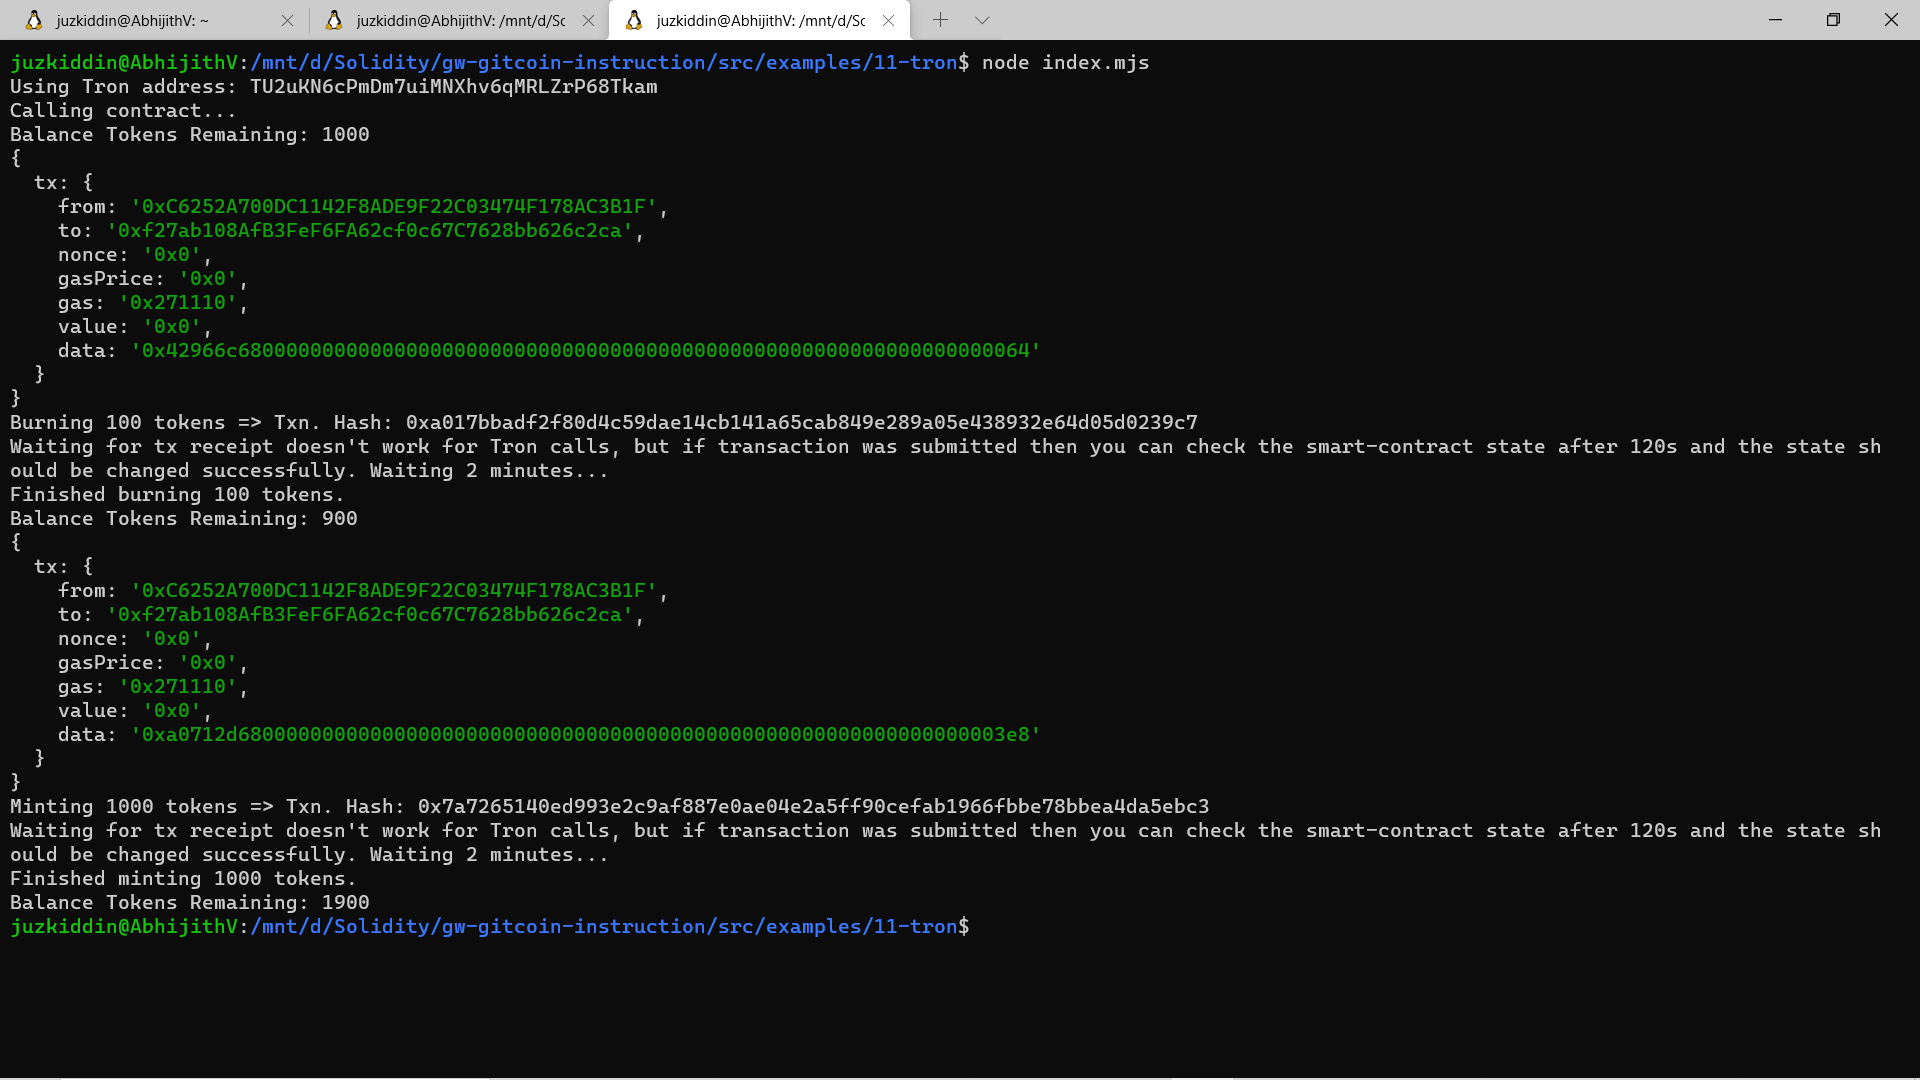 juzkiddin@AbhijithV: ~
juzkiddin@AbhijithV: /mnt/d/Sc
juzkiddin@AbhijithV: /mnt/d/Sc
juzkiddin@AbhijithV:/mnt/d/Solidity/gw-gitcoin-instruction/src/examples/11-tron$ node index.mjs
Using Tron address: TU2uKN6cPmDm7uiMNXhv6qMRLZrP68Tkam
Calling contract...
Balance Tokens Remaining: 1000
{
  tx: {
    from: '0xC6252A700DC1142F8ADE9F22C03474F178AC3B1F',
    to: '0xf27ab108AfB3FeF6FA62cf0c67C7628bb626c2ca',
    nonce: '0x0',
    gasPrice: '0x0',
    gas: '0x271110',
    value: '0x0',
    data: '0x42966c680000000000000000000000000000000000000000000000000000000000000064'
  }
}
Burning 100 tokens => Txn. Hash: 0xa017bbadf2f80d4c59dae14cb141a65cab849e289a05e438932e64d05d0239c7
Waiting for tx receipt doesn't work for Tron calls, but if transaction was submitted then you can check the smart-contract state after 120s and the state sh
ould be changed successfully. Waiting 2 minutes...
Finished burning 100 tokens.
Balance Tokens Remaining: 900
{
  tx: {
    from: '0xC6252A700DC1142F8ADE9F22C03474F178AC3B1F',
    to: '0xf27ab108AfB3FeF6FA62cf0c67C7628bb626c2ca',
    nonce: '0x0',
    gasPrice: '0x0',
    gas: '0x271110',
    value: '0x0',
    data: '0xa0712d6800000000000000000000000000000000000000000000000000000000000003e8'
  }
}
Minting 1000 tokens => Txn. Hash: 0x7a7265140ed993e2c9af887e0ae04e2a5ff90cefab1966fbbe78bbea4da5ebc3
Waiting for tx receipt doesn't work for Tron calls, but if transaction was submitted then you can check the smart-contract state after 120s and the state sh
ould be changed successfully. Waiting 2 minutes...
Finished minting 1000 tokens.
Balance Tokens Remaining: 1900
juzkiddin@AbhijithV:/mnt/d/Solidity/gw-gitcoin-instruction/src/examples/11-tron$